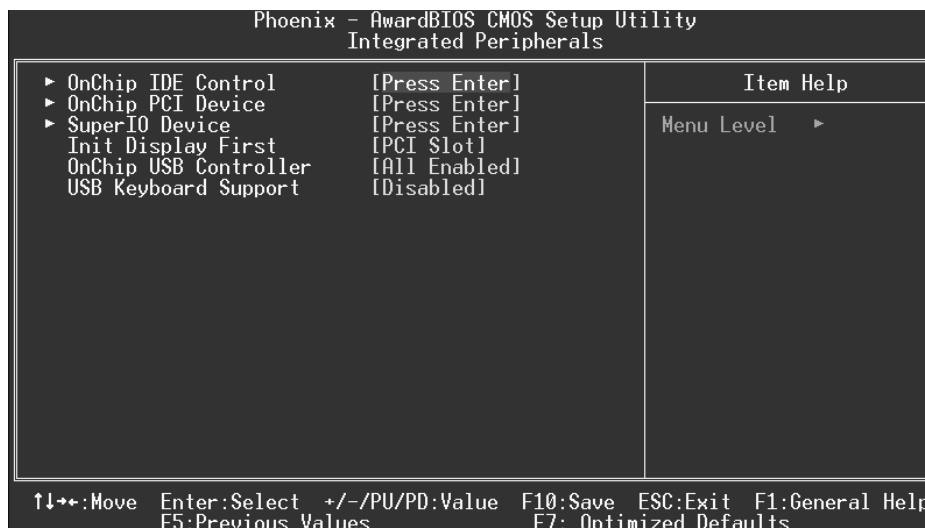 Phoenix - AwardBIOS CMOS Setup Utility
Integrated Peripherals
► OnChip IDE Control [Press Enter]
► OnChip PCI Device [Press Enter]
► SuperIO Device [Press Enter]
Init Display First [PCI Slot]
OnChip USB Controller [All Enabled]
USB Keyboard Support [Disabled]
Item Help
Menu Level ►
↑↓→←:Move Enter:Select +/-/PU/PD:Value F10:Save ESC:Exit F1:General Help
F5:Previous Values F7: Optimized Defaults